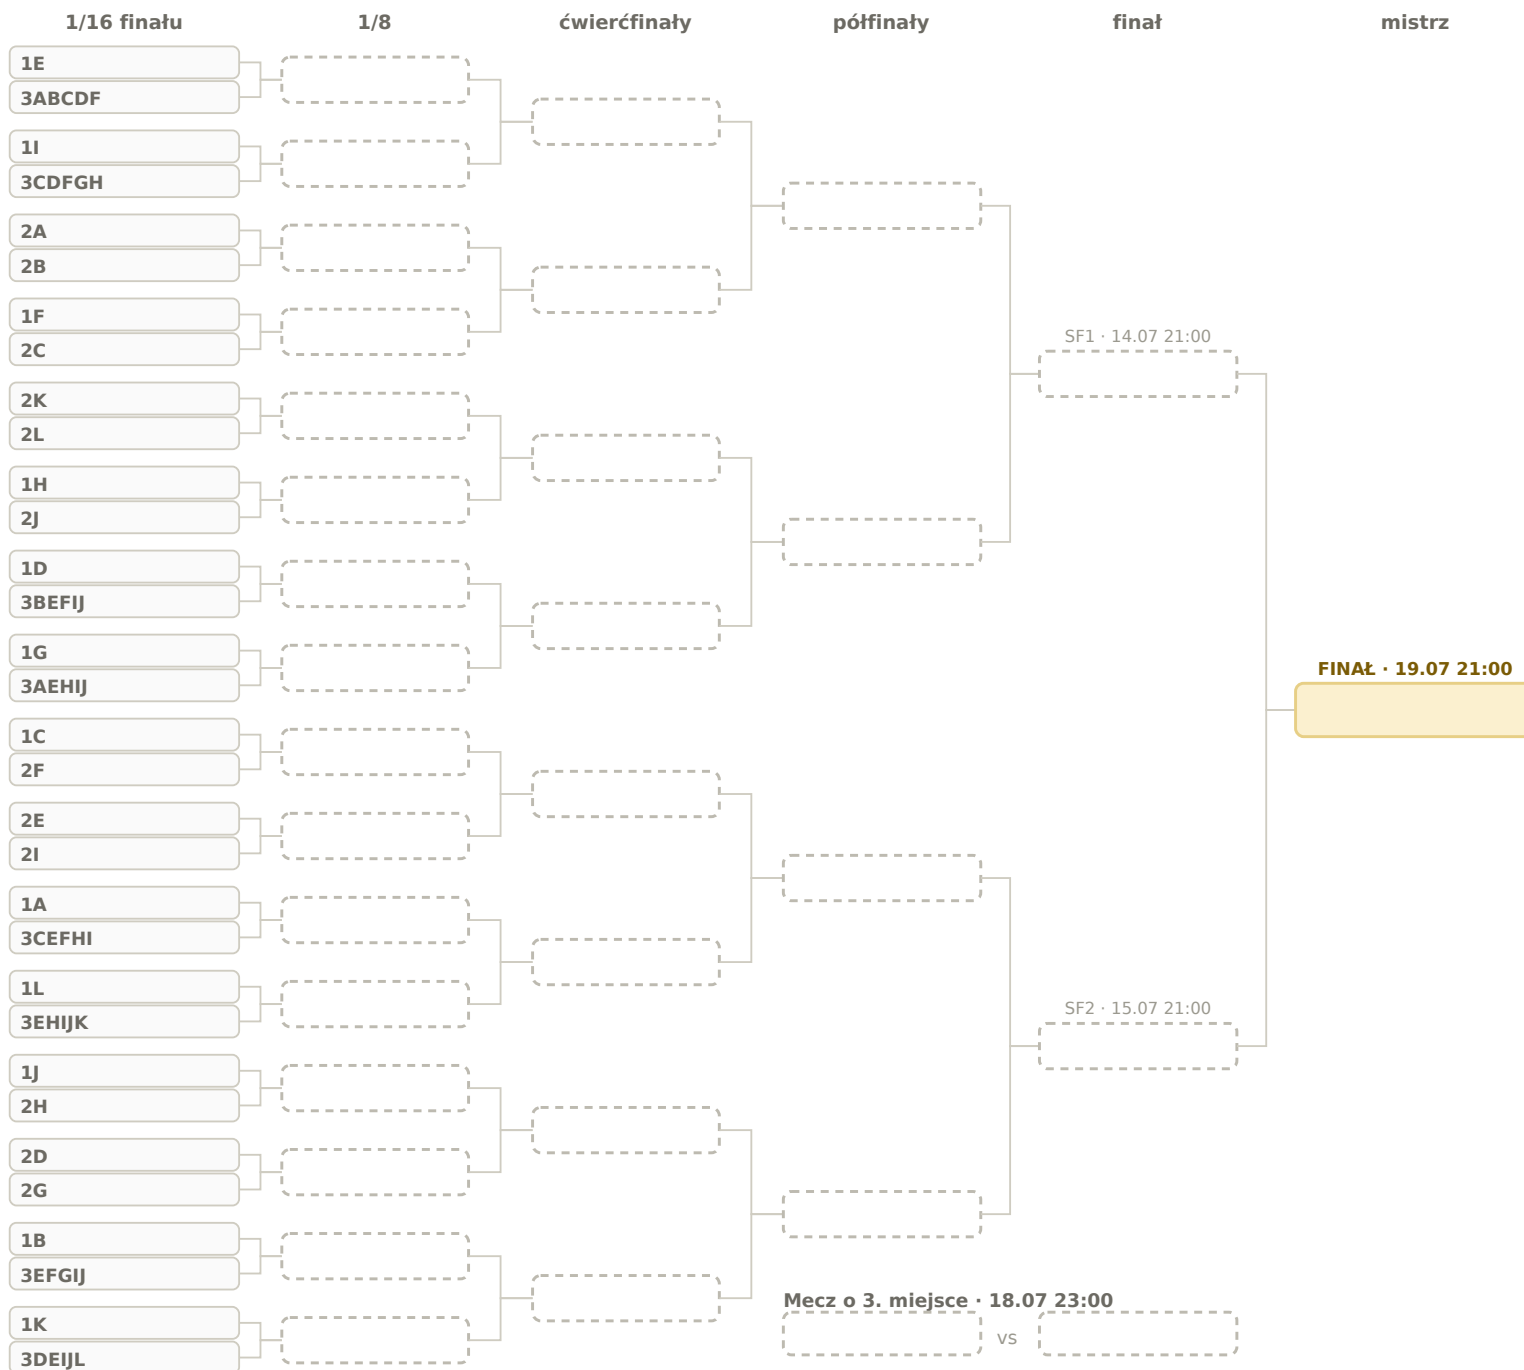 1/16 finału
1/8
ćwierćfinały
półfinały
finał
mistrz
1E
3ABCDF
1I
3CDFGH
2A
2B
1F
2C
2K
2L
1H
2J
1D
3BEFIJ
1G
3AEHIJ
1C
2F
2E
2I
1A
3CEFHI
1L
3EHIJK
1J
2H
2D
2G
1B
3EFGIJ
1K
3DEIJL
SF1 · 14.07 21:00
SF2 · 15.07 21:00
FINAŁ · 19.07 21:00
Mecz o 3. miejsce · 18.07 23:00
vs